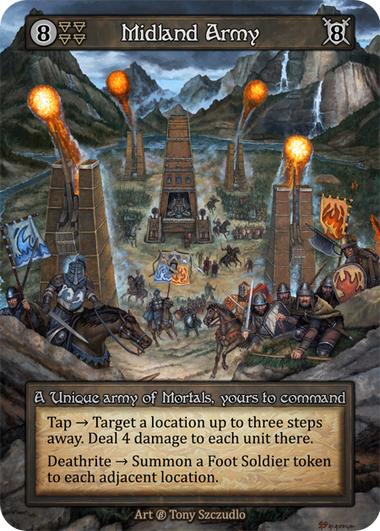 8 Midland Army 8
A Unique army of Mortals, yours to command
Tap → Target a location up to three steps
away. Deal 4 damage to each unit there.
Deathrite → Summon a Foot Soldier token
to each adjacent location.
Art ® Tony Szczudlo